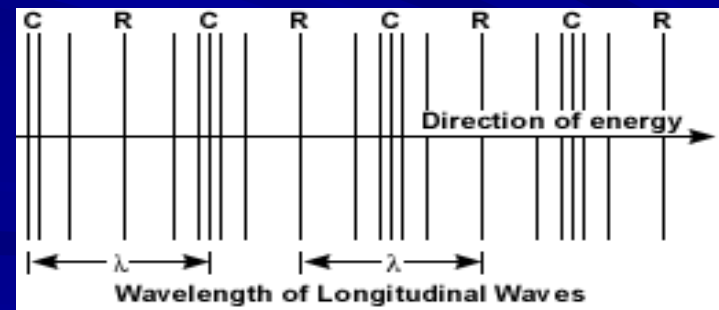 C R C R C R C R
Direction of energy
λ λ
Wavelength of Longitudinal Waves